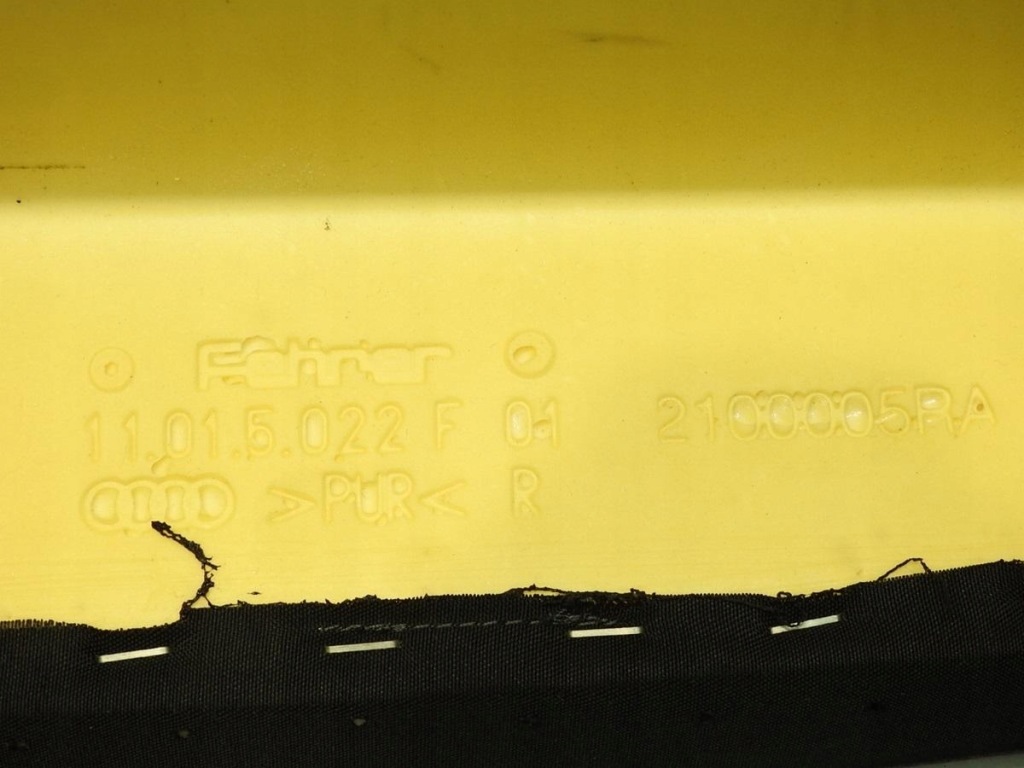 Fehrer
11.01.5.022 F 01
2100005RA
>PUR< R